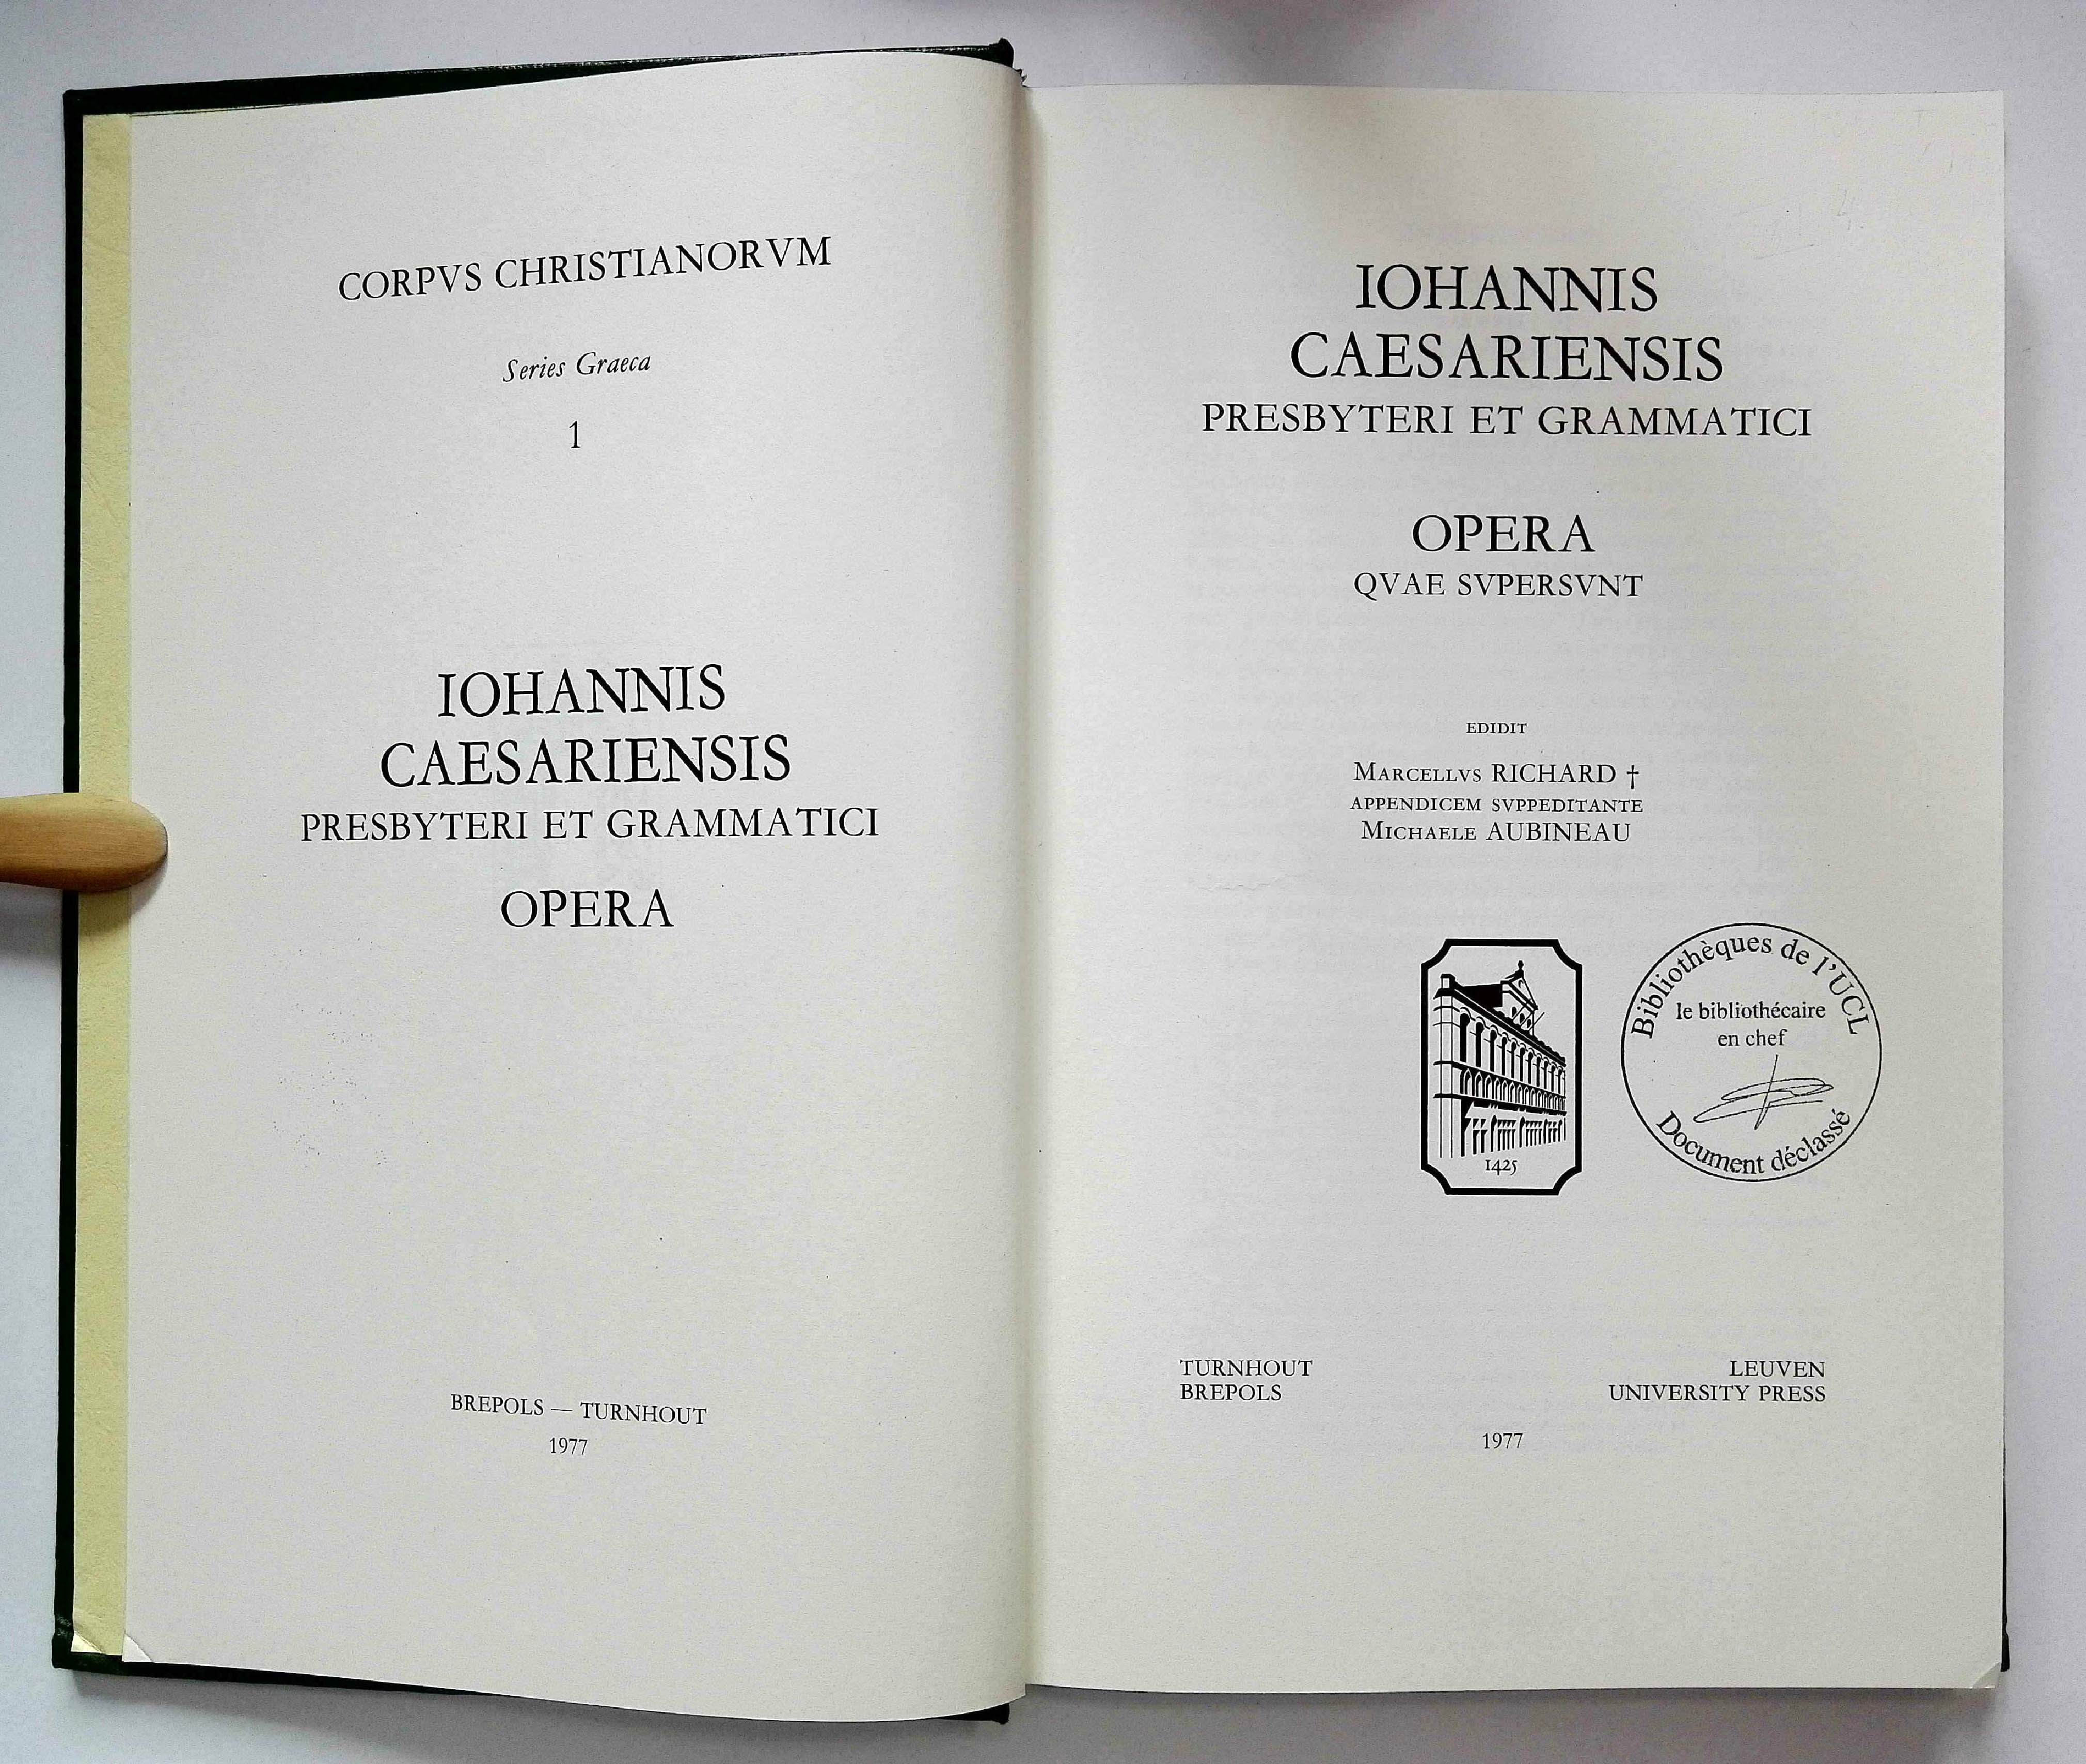 CORPVS CHRISTIANORVM
Series Graeca
1
IOHANNIS
CAESARIENSIS
PRESBYTERI ET GRAMMATICI
OPERA
BREPOLS — TURNHOUT
1977
IOHANNIS
CAESARIENSIS
PRESBYTERI ET GRAMMATICI
OPERA
QVAE SVPERSVNT
EDIDIT
MARCELLVS RICHARD †
APPENDICEM SVPPEDITANTE
MICHAELE AUBINEAU
1425
Bibliothèques de l'UCL
le bibliothécaire
en chef
Document déclassé
TURNHOUT
BREPOLS
LEUVEN
UNIVERSITY PRESS
1977